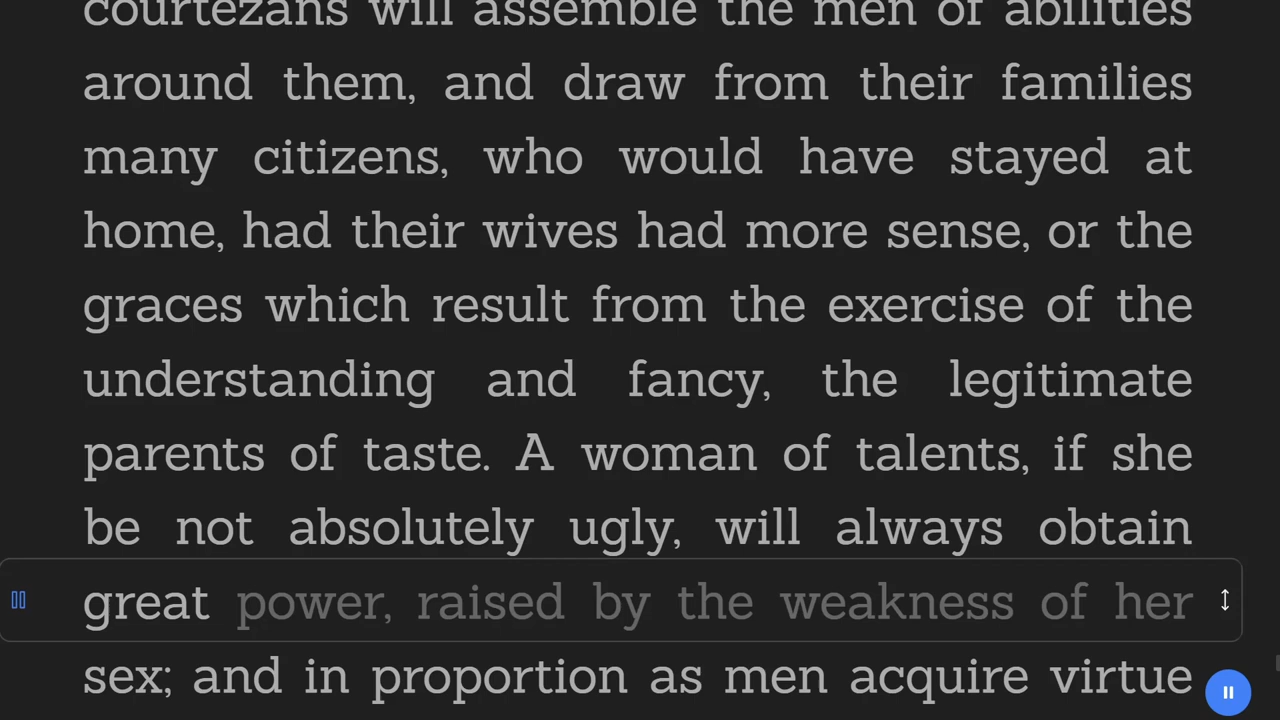 courtezans will assemble the men of abilities
around them, and draw from their families
many citizens, who would have stayed at
home, had their wives had more sense, or the
graces which result from the exercise of the
understanding and fancy, the legitimate
parents of taste. A woman of talents, if she
be not absolutely ugly, will always obtain
great power, raised by the weakness of her
sex; and in proportion as men acquire virtue